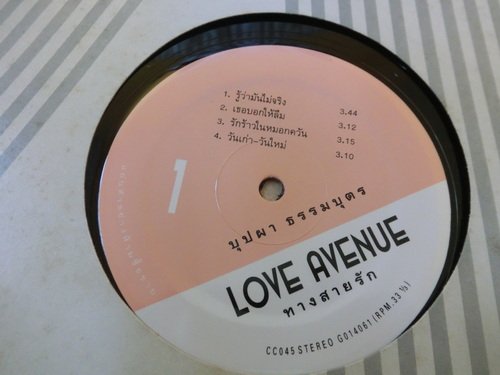 1. รู้ว่ามันไม่จริง 3.44
2. เธอบอกให้ลืม 3.12
3. รักร้าวในหมอกควัน 3.15
4. วันเก่า-วันใหม่ 3.10
1
บุปผา ธรรมบุตร
LOVE AVENUE
ทางสายรัก
CC045 STEREO G014061 (RPM.33 ⅓)